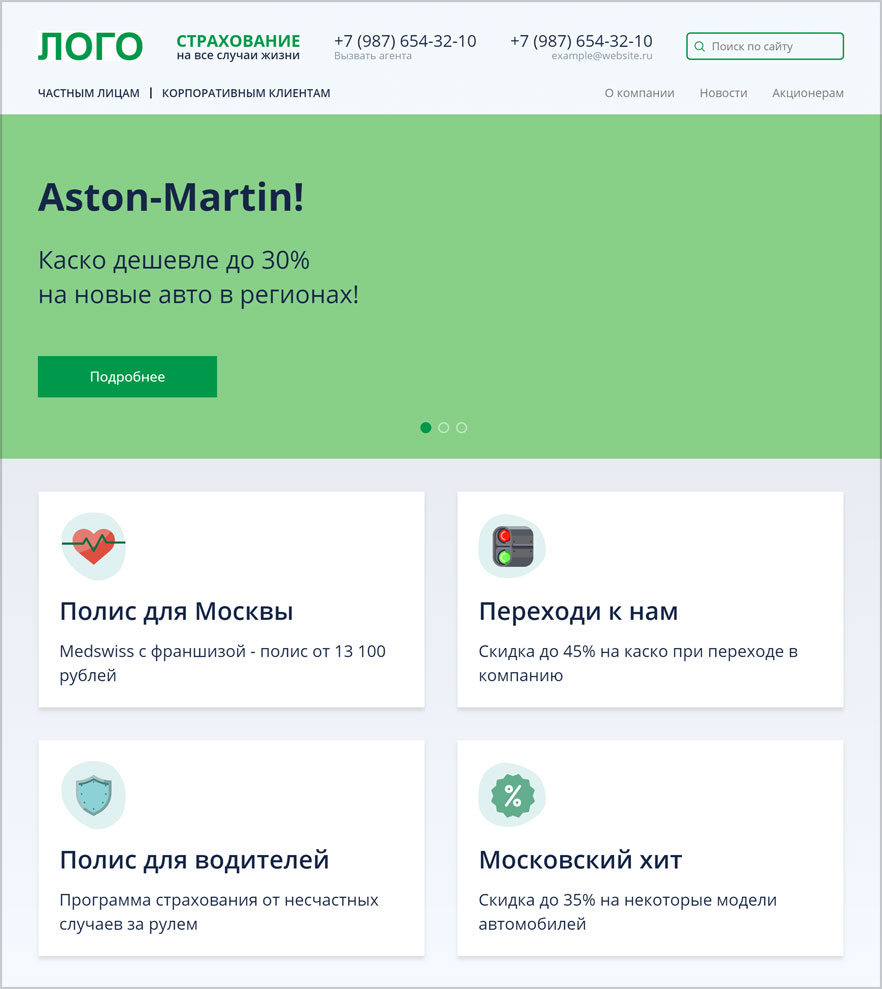 ЛОГО
СТРАХОВАНИЕ
на все случаи жизни
+7 (987) 654-32-10
Вызвать агента
+7 (987) 654-32-10
example@website.ru
Поиск по сайту
ЧАСТНЫМ ЛИЦАМ | КОРПОРАТИВНЫМ КЛИЕНТАМ
О компании Новости Акционерам
Aston-Martin!
Каско дешевле до 30%
на новые авто в регионах!
Подробнее
Полис для Москвы
Medswiss с франшизой - полис от 13 100
рублей
Переходи к нам
Скидка до 45% на каско при переходе в
компанию
Полис для водителей
Программа страхования от несчастных
случаев за рулем
%
Московский хит
Скидка до 35% на некоторые модели
автомобилей